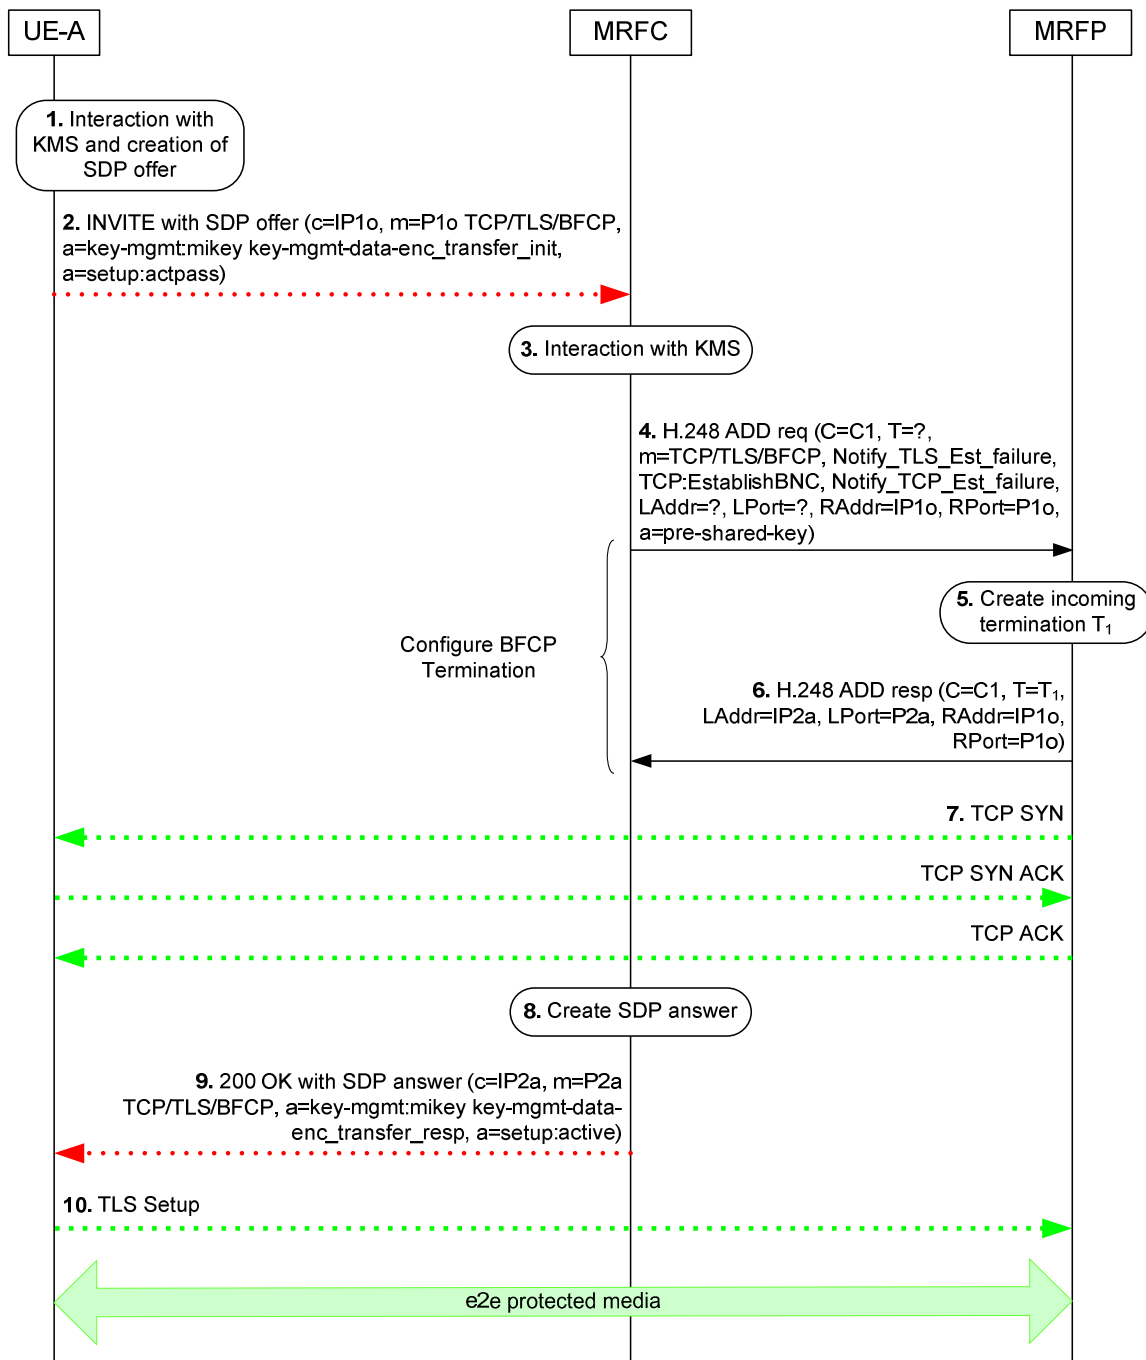 UE-A
MRFC
MRFP
1. Interaction with
KMS and creation of
SDP offer
2. INVITE with SDP offer (c=IP1o, m=P1o TCP/TLS/BFCP,
a=key-mgmt:mikey key-mgmt-data-enc_transfer_init,
a=setup:actpass)
3. Interaction with KMS
4. H.248 ADD req (C=C1, T=?,
m=TCP/TLS/BFCP, Notify_TLS_Est_failure,
TCP:EstablishBNC, Notify_TCP_Est_failure,
LAddr=?, LPort=?, RAddr=IP1o, RPort=P1o,
a=pre-shared-key)
5. Create incoming
termination T₁
Configure BFCP
Termination
6. H.248 ADD resp (C=C1, T=T₁,
LAddr=IP2a, LPort=P2a, RAddr=IP1o,
RPort=P1o)
7. TCP SYN
TCP SYN ACK
TCP ACK
8. Create SDP answer
9. 200 OK with SDP answer (c=IP2a, m=P2a
TCP/TLS/BFCP, a=key-mgmt:mikey key-mgmt-data-
enc_transfer_resp, a=setup:active)
10. TLS Setup
e2e protected media